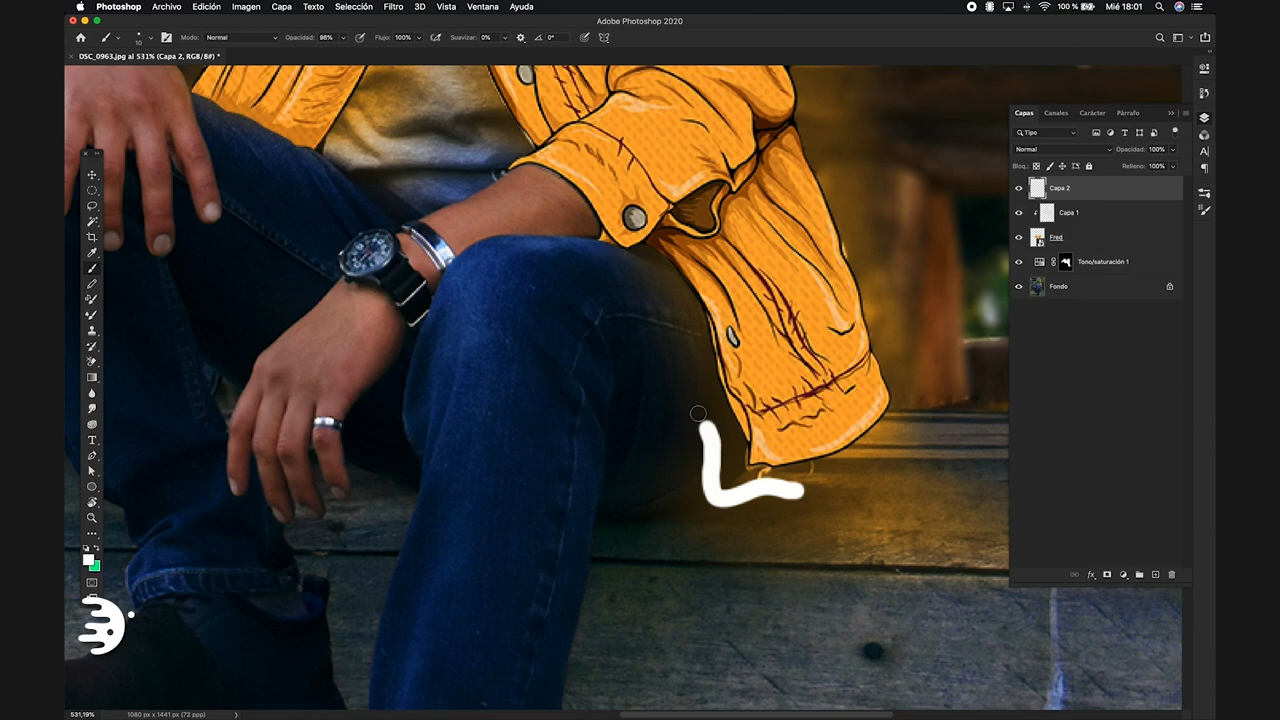 Photoshop Archivo Edición Imagen Capa Texto Selección Filtro 3D Vista Ventana Ayuda 100 % Mié 18:01
Adobe Photoshop 2020
10 Modo: Normal Opacidad: 98% Flujo: 100% Suavizar: 0% 0°
DSC_0963.jpg al 531% (Capa 2, RGB/8#) *
Capas Canales Carácter Párrafo
Tipo
Normal Opacidad: 100%
Bloq.: Relleno: 100%
Capa 2
Capa 1
Fred
Tono/saturación 1
Fondo
fx
531,19% 1080 px x 1441 px (72 ppp)